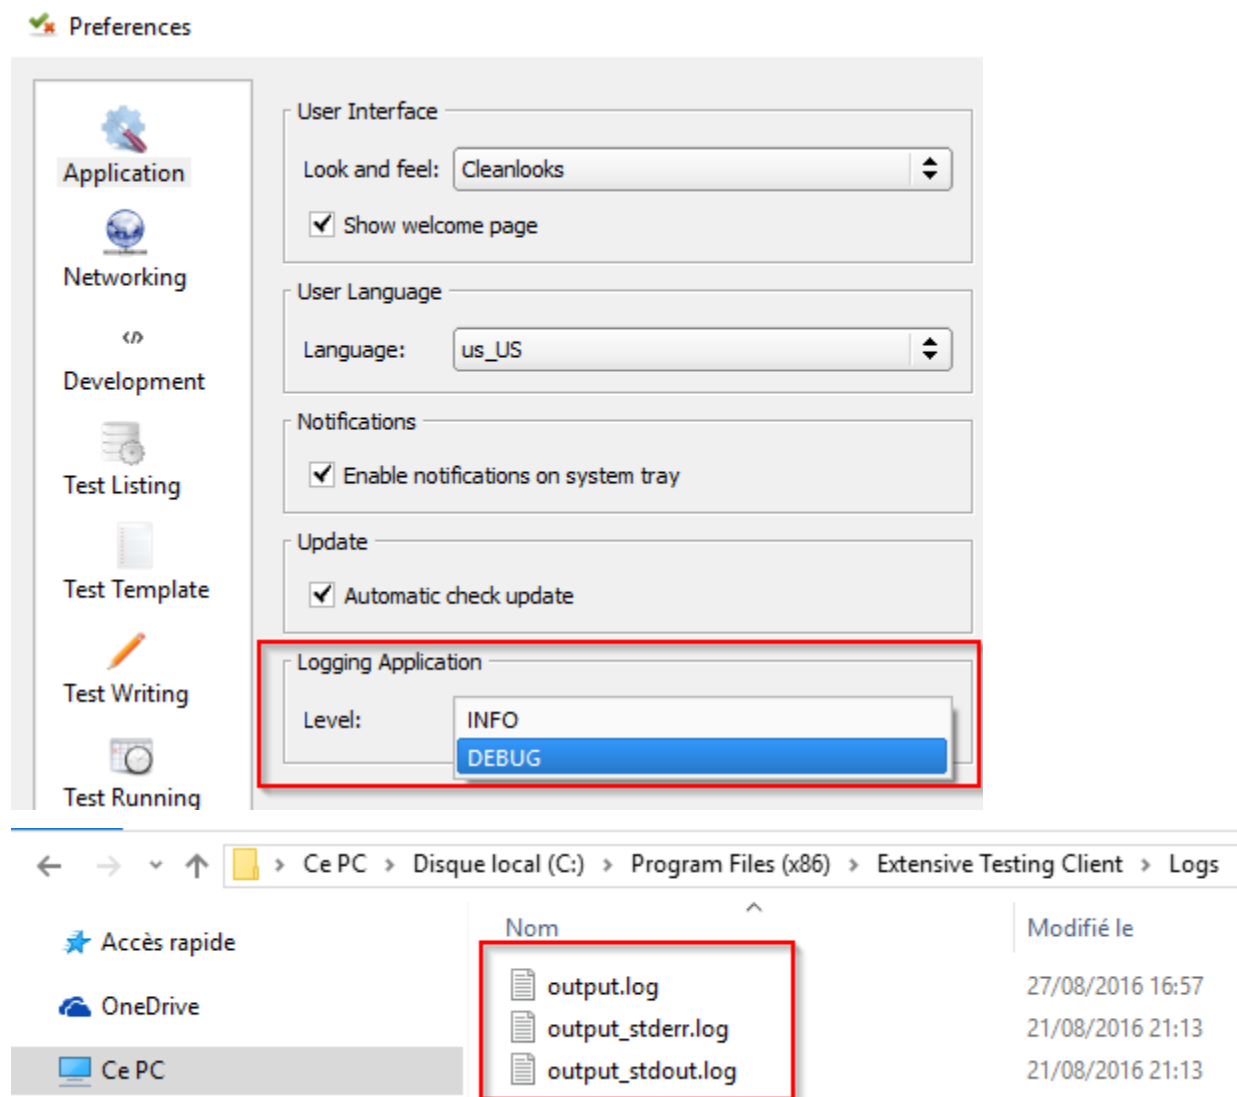 Preferences
Application
Networking
Development
Test Listing
Test Template
Test Writing
Test Running
User Interface
Look and feel: Cleanlooks
Show welcome page
User Language
Language: us_US
Notifications
Enable notifications on system tray
Update
Automatic check update
Logging Application
Level: INFO
DEBUG
Ce PC > Disque local (C:) > Program Files (x86) > Extensive Testing Client > Logs
Accès rapide
OneDrive
Ce PC
Nom Modifié le
output.log 27/08/2016 16:57
output_stderr.log 21/08/2016 21:13
output_stdout.log 21/08/2016 21:13